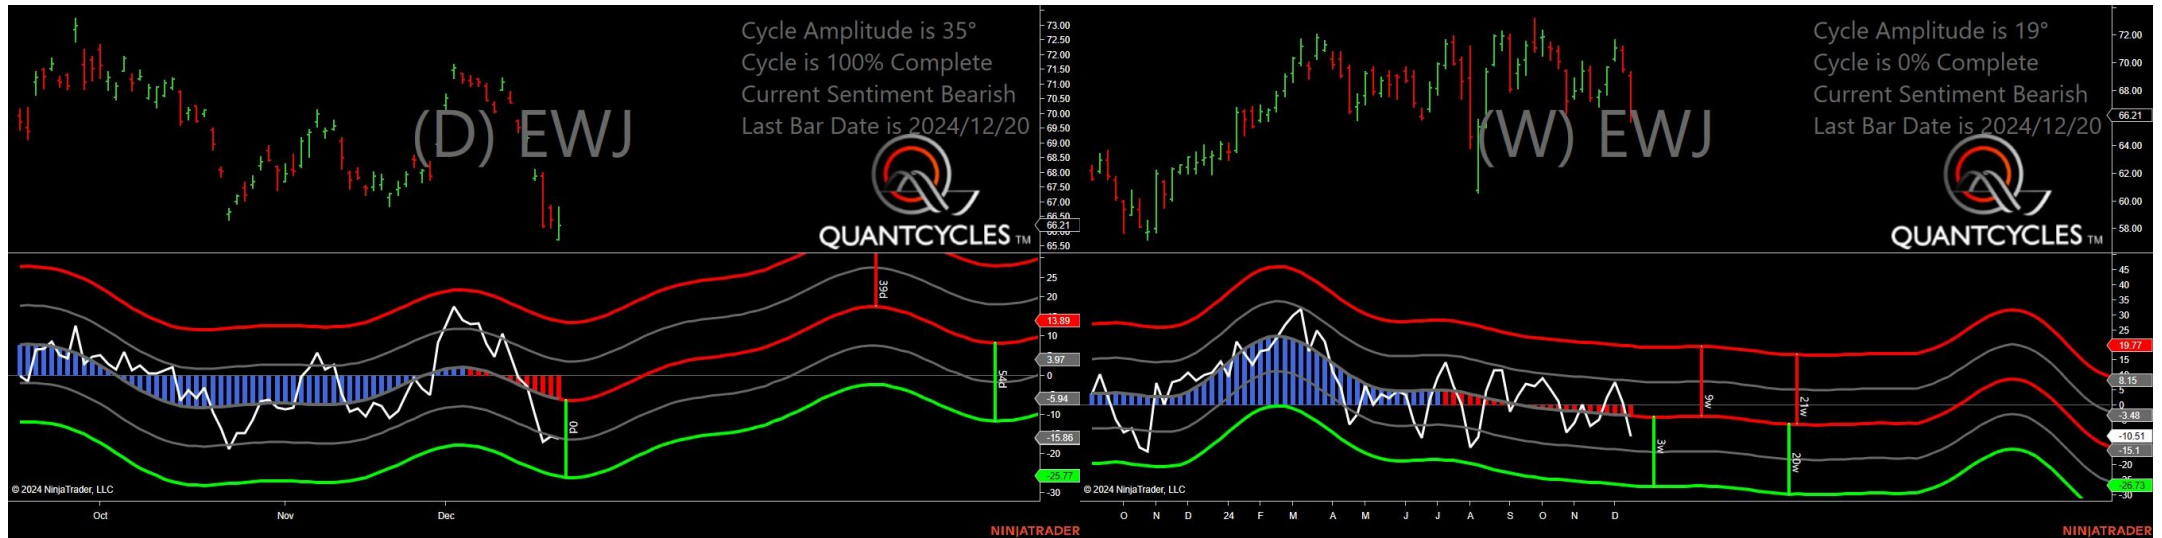 Cycle Amplitude is 35°
Cycle is 100% Complete
Current Sentiment Bearish
Last Bar Date is 2024/12/20
(D) EWJ
QUANTCYCLES TM
73.00
72.50
72.00
71.50
71.00
70.50
70.00
69.50
69.00
68.50
68.00
67.50
67.00
66.50
66.21
65.50
39d
54d
0d
25
20
13.89
10
3.97
0
-5.94
-10
-15.86
-20
-25.77
-30
© 2024 NinjaTrader, LLC
Oct Nov Dec
NINJATRADER
Cycle Amplitude is 19°
Cycle is 0% Complete
Current Sentiment Bearish
Last Bar Date is 2024/12/20
(W) EWJ
QUANTCYCLES TM
72.00
70.00
68.00
66.21
64.00
62.00
60.00
58.00
9w
21w
3w
20w
45
40
35
30
25
19.77
15
8.15
0
-3.48
-10.51
-15.1
-20
-26.73
-30
© 2024 NinjaTrader, LLC
O N D 24 F M A M J J A S O N D
NINJATRADER